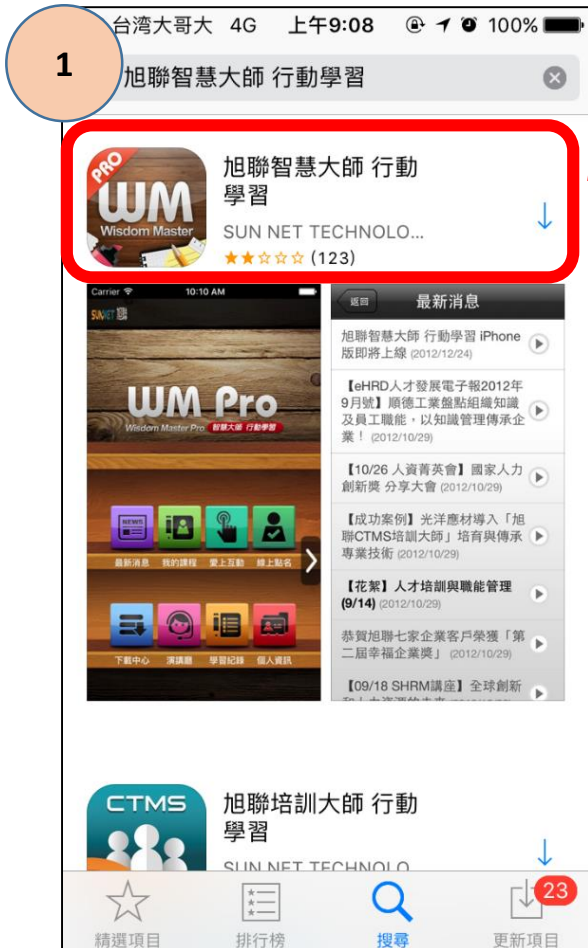 台湾大哥大 4G 上午9:08 100%
1
旭聯智慧大師 行動學習
PRO
WM
Wisdom Master
旭聯智慧大師 行動
學習
SUN NET TECHNOLO...
★★☆☆☆ (123)
Carrier 10:10 AM
SUNNET
WM Pro
Wisdom Master Pro 智慧大師 行動學習
NEWS
最新消息 我的課程 愛上互動 線上點名
下載中心 演講廳 學習紀錄 個人資訊
返回 最新消息
旭聯智慧大師 行動學習 iPhone
版即將上線 (2012/12/24)
【eHRD人才發展電子報2012年
9月號】順德工業盤點組織知識
及員工職能，以知識管理傳承企
業！ (2012/10/29)
【10/26 人資菁英會】國家人力
創新獎 分享大會 (2012/10/29)
【成功案例】光洋應材導入「旭
聯CTMS培訓大師」培育與傳承
專業技術 (2012/10/29)
【花絮】人才培訓與職能管理
(9/14) (2012/10/29)
恭賀旭聯七家企業客戶榮獲「第
二屆幸福企業獎」 (2012/10/29)
【09/18 SHRM講座】全球創新
CTMS
旭聯培訓大師 行動
學習
SUN NET TECHNOLO
23
精選項目 排行榜 搜尋 更新項目